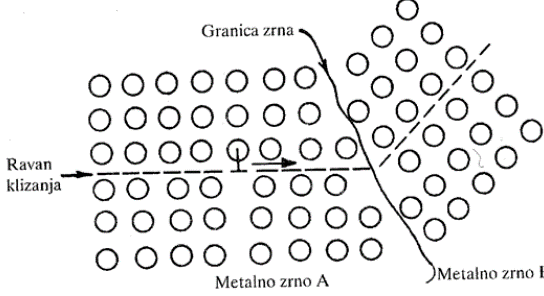 Granica zrna
Ravan
klizanja
Metalno zrno A
Metalno zrno